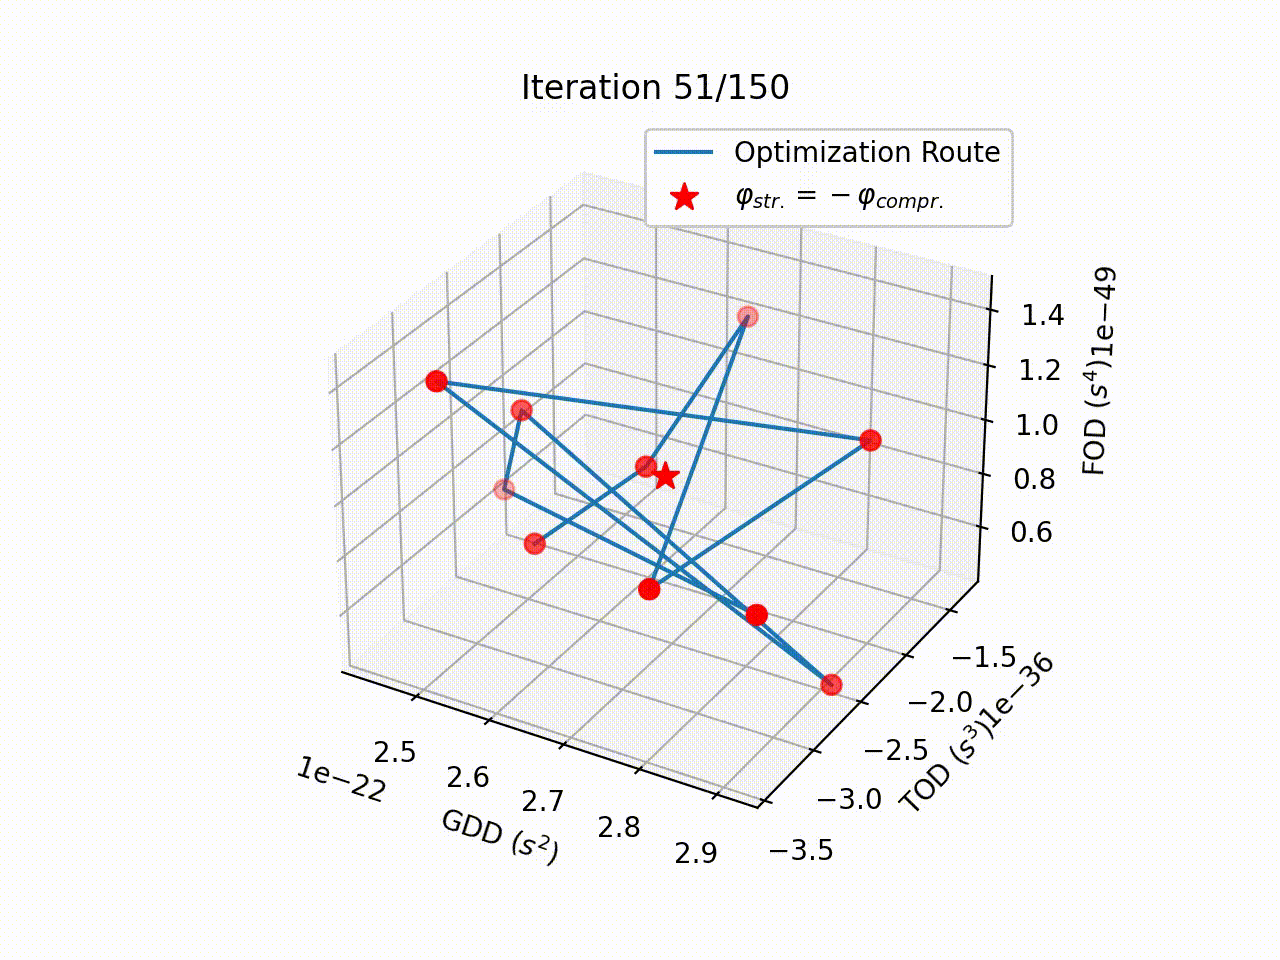 Iteration 51/150
Optimization Route
φstr. = − φcompr.
FOD (s⁴)1e−49
1.4
1.2
1.0
0.8
0.6
−1.5
−2.0
−2.5
−3.0
−3.5
TOD (s³)1e−36
2.5
2.6
2.7
2.8
2.9
1e−22
GDD (s²)